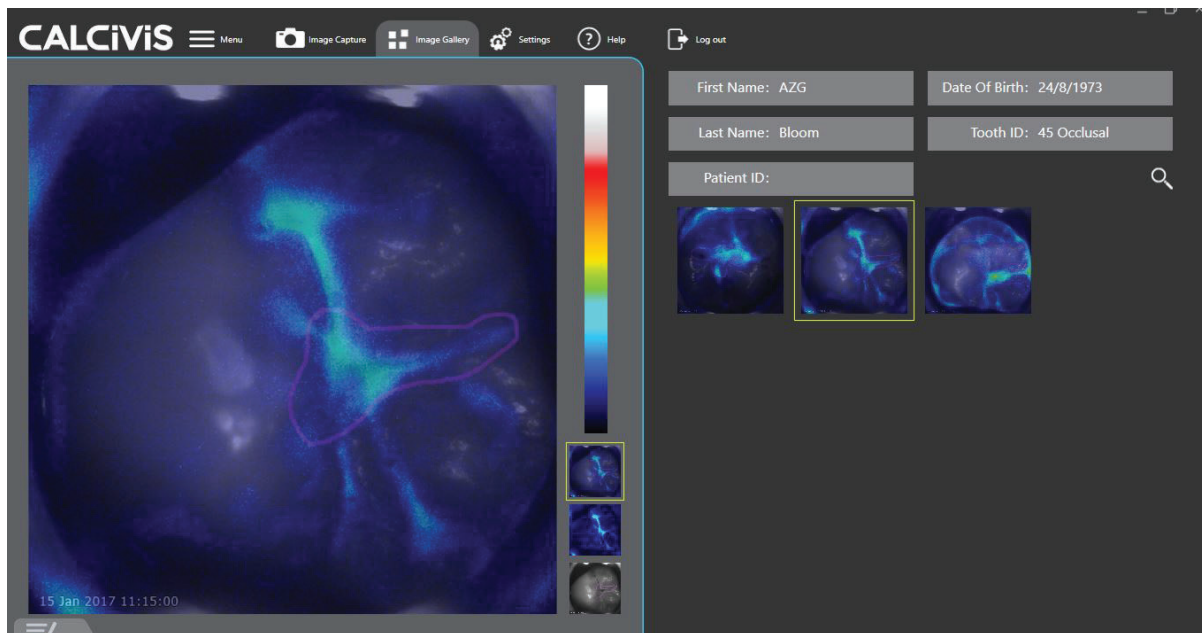 CALCiViS Menu Image Capture Image Gallery Settings ? Help Log out
First Name: AZG Date Of Birth: 24/8/1973
Last Name: Bloom Tooth ID: 45 Occlusal
Patient ID:
15 Jan 2017 11:15:00